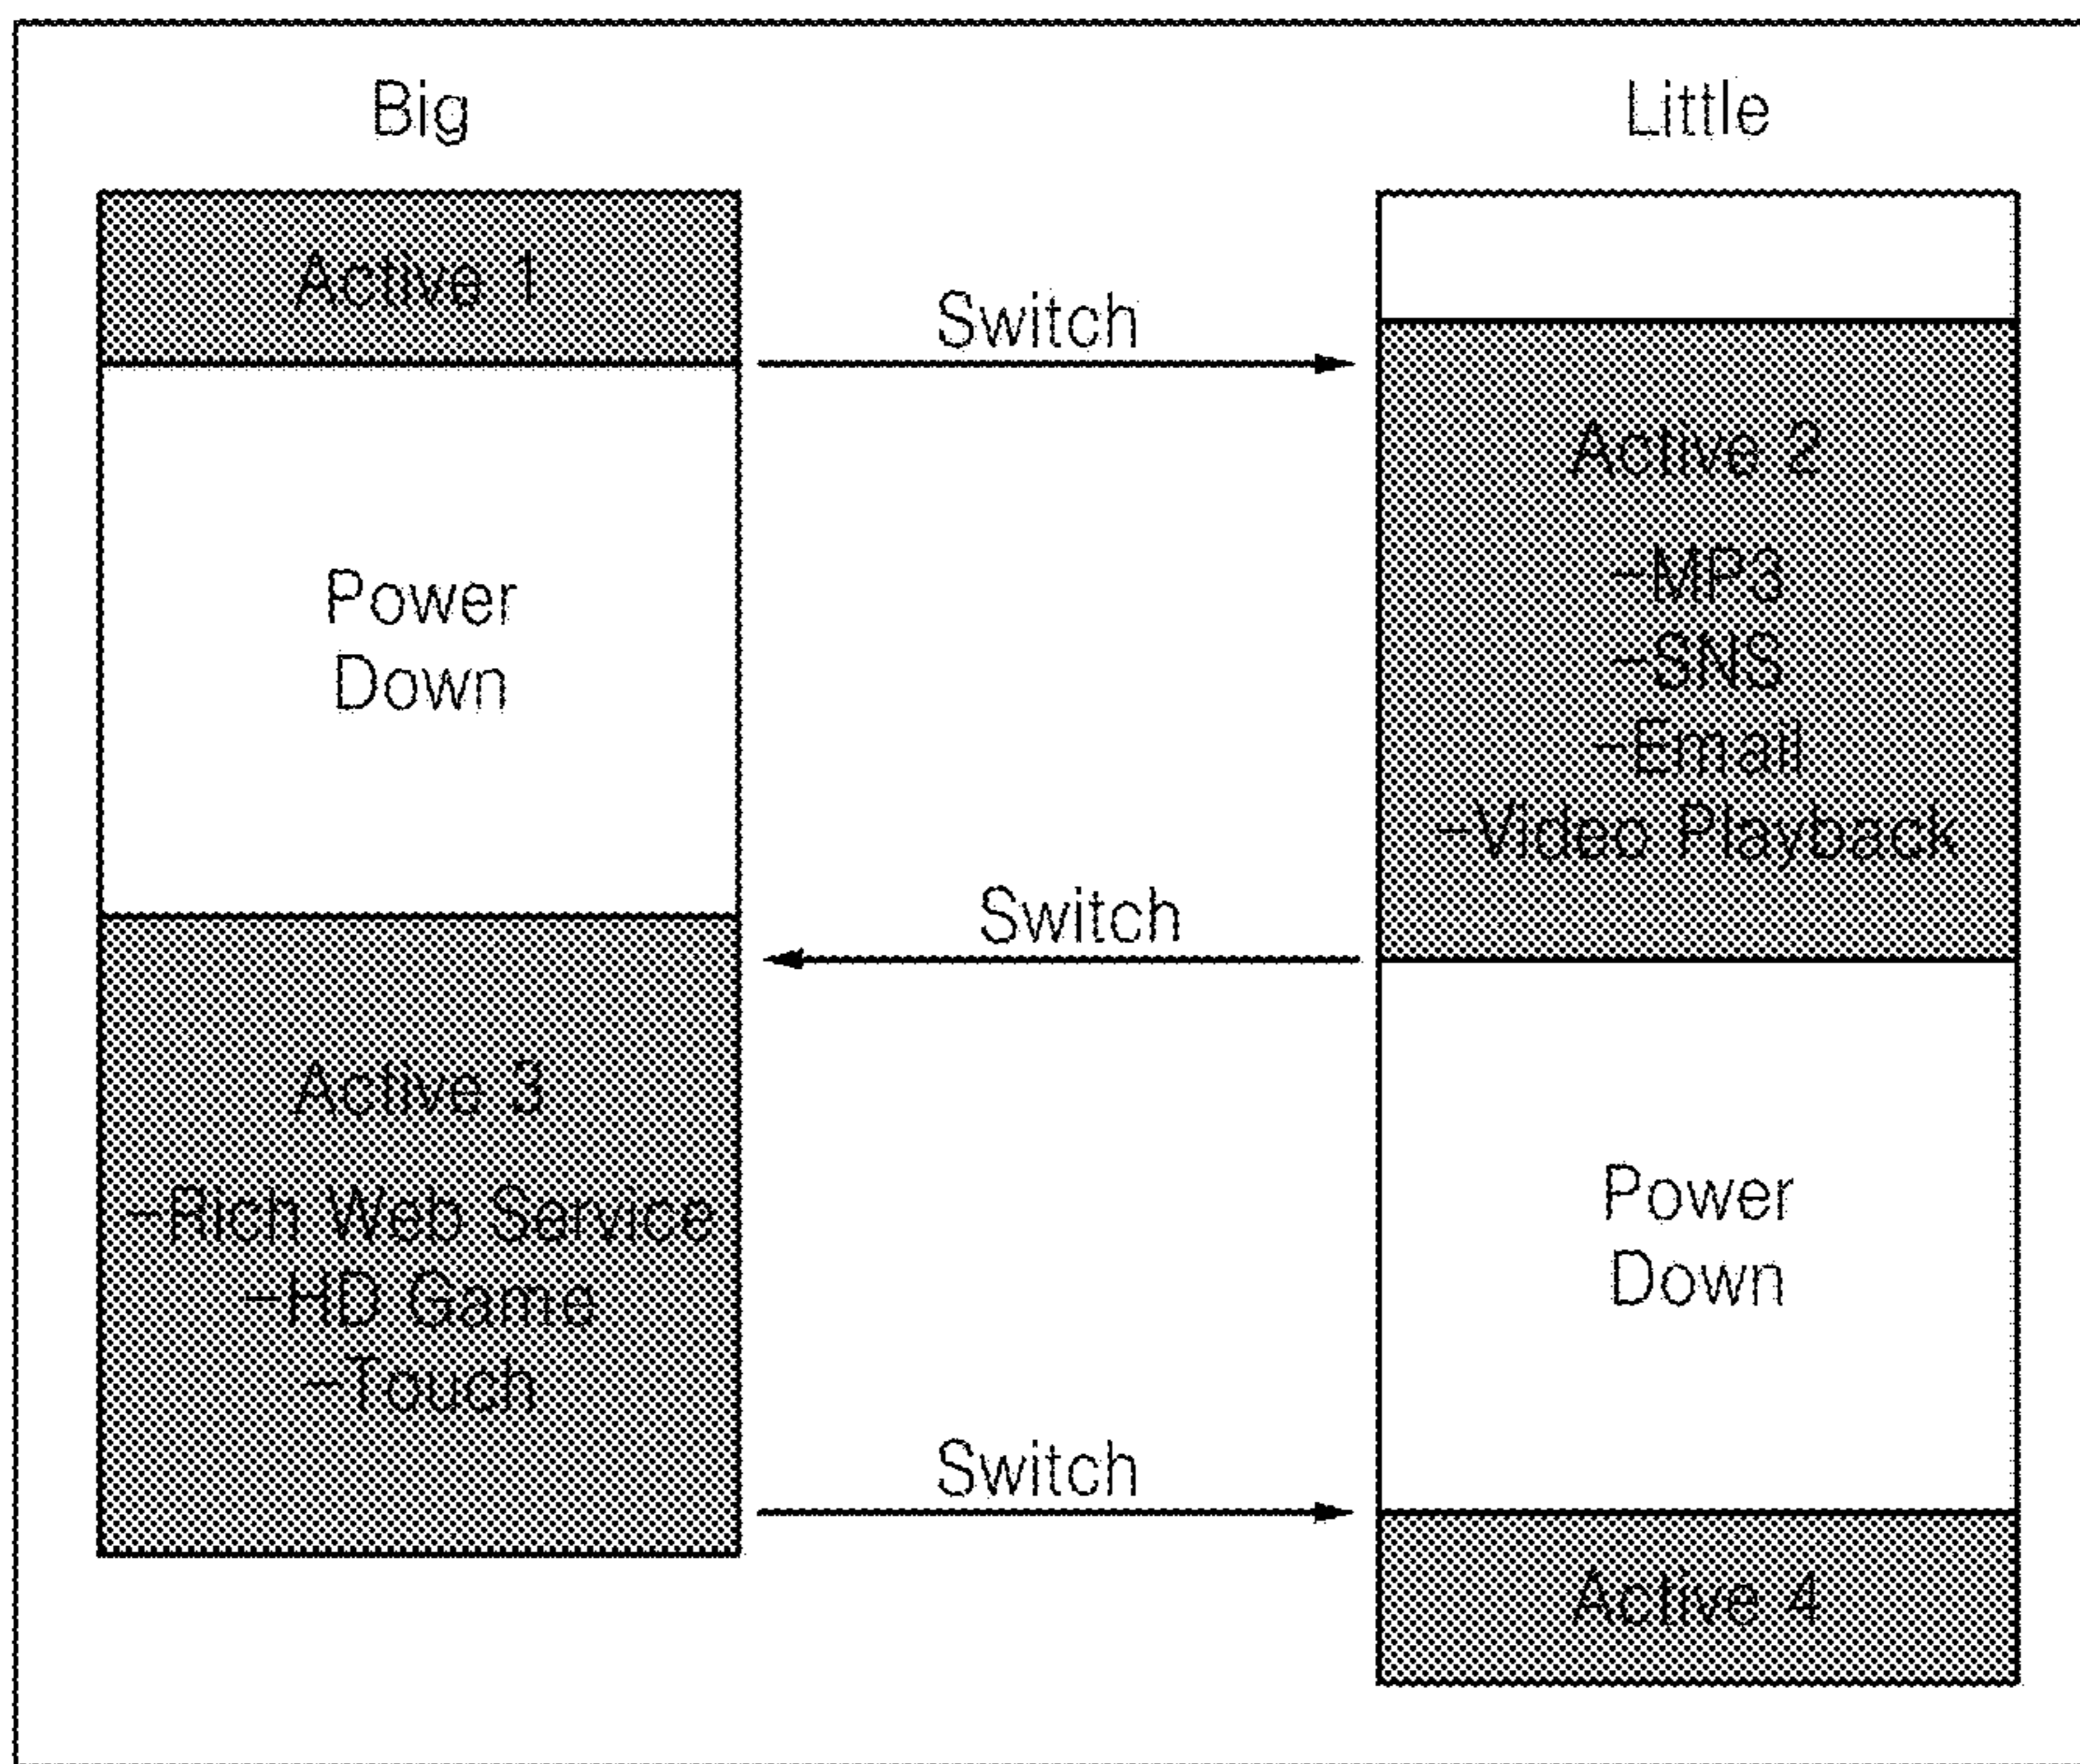 Big
Little
Active 1
Switch
Active 2
Power
Down
-MP3
-SNS
-Email
-Video Playback
Switch
Active 3
-Rich Web Service
-HD Game
-Touch
Power
Down
Switch
Active 4